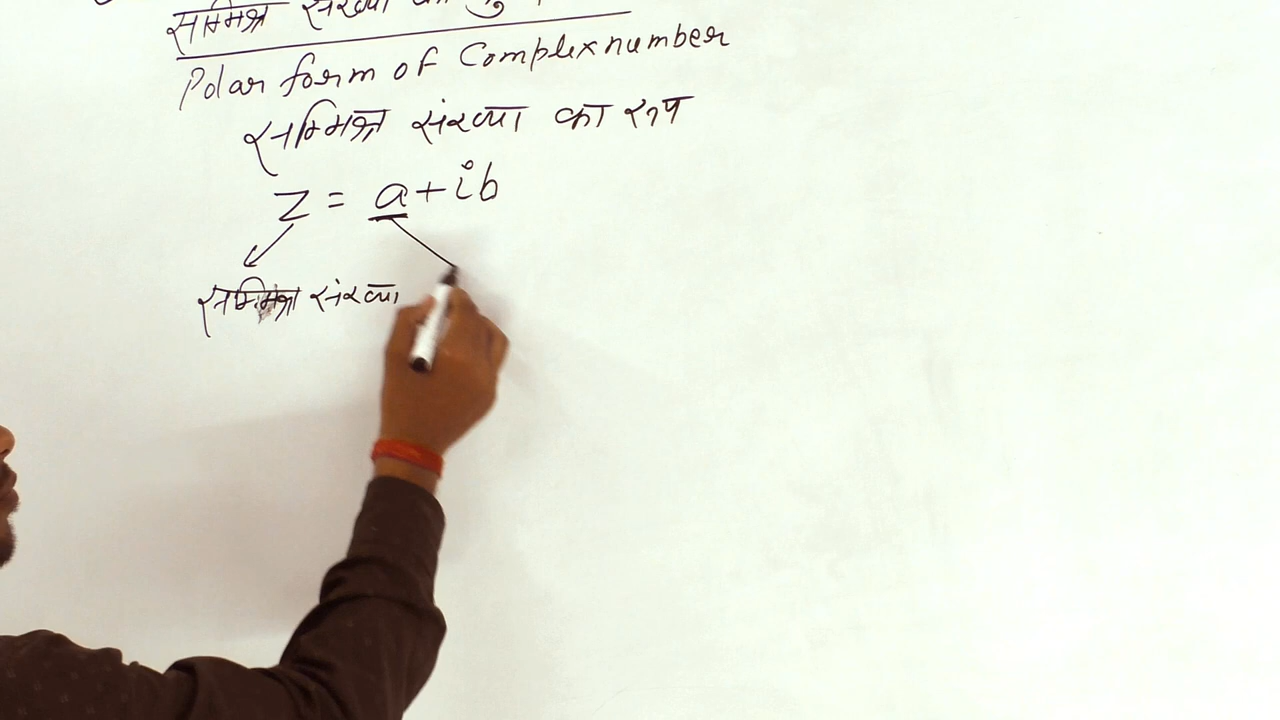 सम्मिश्र संख्या का
Polar form of Complex number
सम्मिश्र संख्या का रूप
z = a + ib
सम्मिश्र संख्या